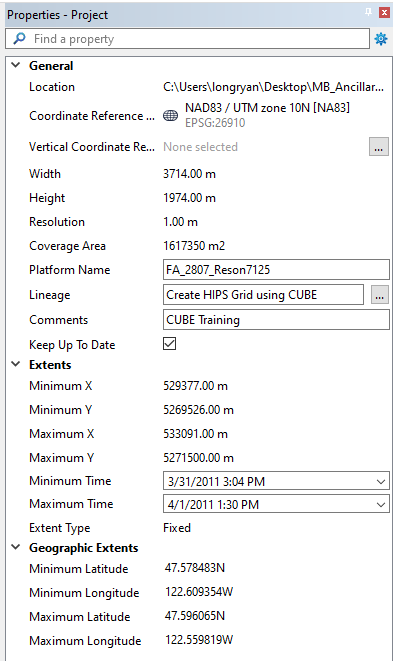 Properties - Project
Find a property
General
Location C:\Users\longryan\Desktop\MB_Ancillar...
Coordinate Reference ... NAD83 / UTM zone 10N [NA83]
EPSG:26910
Vertical Coordinate Re... None selected ...
Width 3714.00 m
Height 1974.00 m
Resolution 1.00 m
Coverage Area 1617350 m2
Platform Name FA_2807_Reson7125
Lineage Create HIPS Grid using CUBE ...
Comments CUBE Training
Keep Up To Date
Extents
Minimum X 529377.00 m
Minimum Y 5269526.00 m
Maximum X 533091.00 m
Maximum Y 5271500.00 m
Minimum Time 3/31/2011 3:04 PM
Maximum Time 4/1/2011 1:30 PM
Extent Type Fixed
Geographic Extents
Minimum Latitude 47.578483N
Minimum Longitude 122.609354W
Maximum Latitude 47.596065N
Maximum Longitude 122.559819W